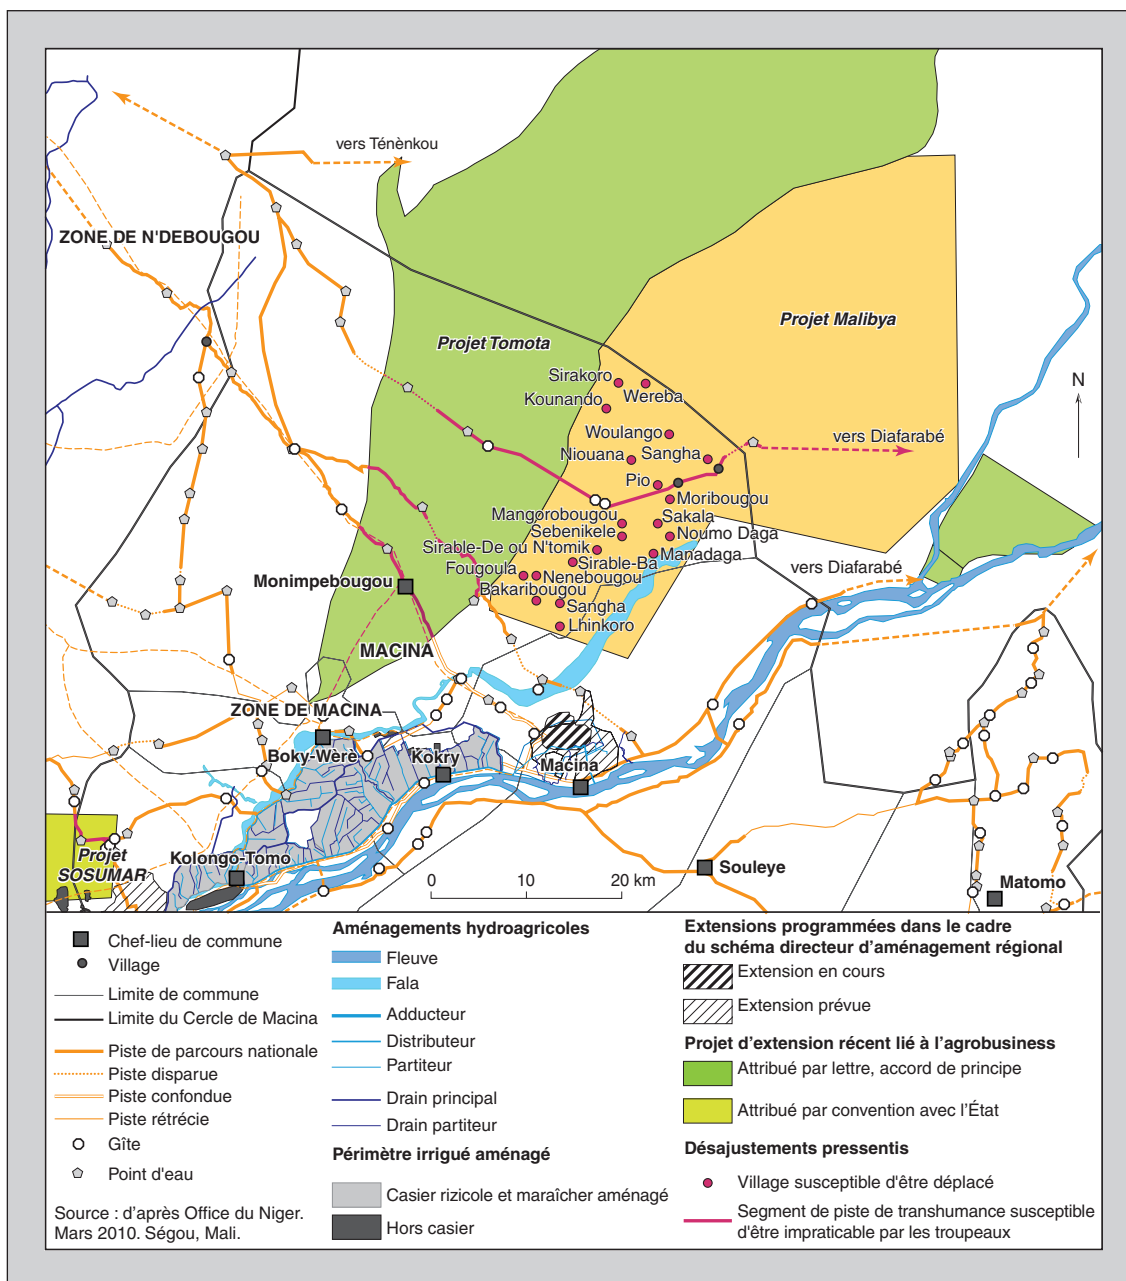 vers Ténènkou
ZONE DE N'DEBOUGOU
Projet Malibya
Projet Tomota
Sirakoro
Wereba
Kounando
N
Woulango
vers Diafarabé
Niouana
Sangha
Pio
Moribougou
Mangorobougou
Sakala
Sebenikele
Noumo Daga
Sirable-De ou N'tomik
Manadaga
Sirable-Ba
Fougoula
Nenebougou
vers Diafarabé
Monimpebougou
Bakaribougou
Sangha
Lhinkoro
MACINA
ZONE DE MACINA
Boky-Wèrè
Kokry
Macina
Projet
SOSUMAR
Kolongo-Tomo
Souleye
Matomo
0 10 20 km
Chef-lieu de commune
Village
Limite de commune
Limite du Cercle de Macina
Piste de parcours nationale
Piste disparue
Piste confondue
Piste rétrécie
Gîte
Point d'eau
Source : d'après Office du Niger.
Mars 2010. Ségou, Mali.
Aménagements hydroagricoles
Fleuve
Fala
Adducteur
Distributeur
Partiteur
Drain principal
Drain partiteur
Périmètre irrigué aménagé
Casier rizicole et maraîcher aménagé
Hors casier
Extensions programmées dans le cadre
du schéma directeur d'aménagement régional
Extension en cours
Extension prévue
Projet d'extension récent lié à l'agrobusiness
Attribué par lettre, accord de principe
Attribué par convention avec l'État
Désajustements pressentis
Village susceptible d'être déplacé
Segment de piste de transhumance susceptible
d'être impraticable par les troupeaux